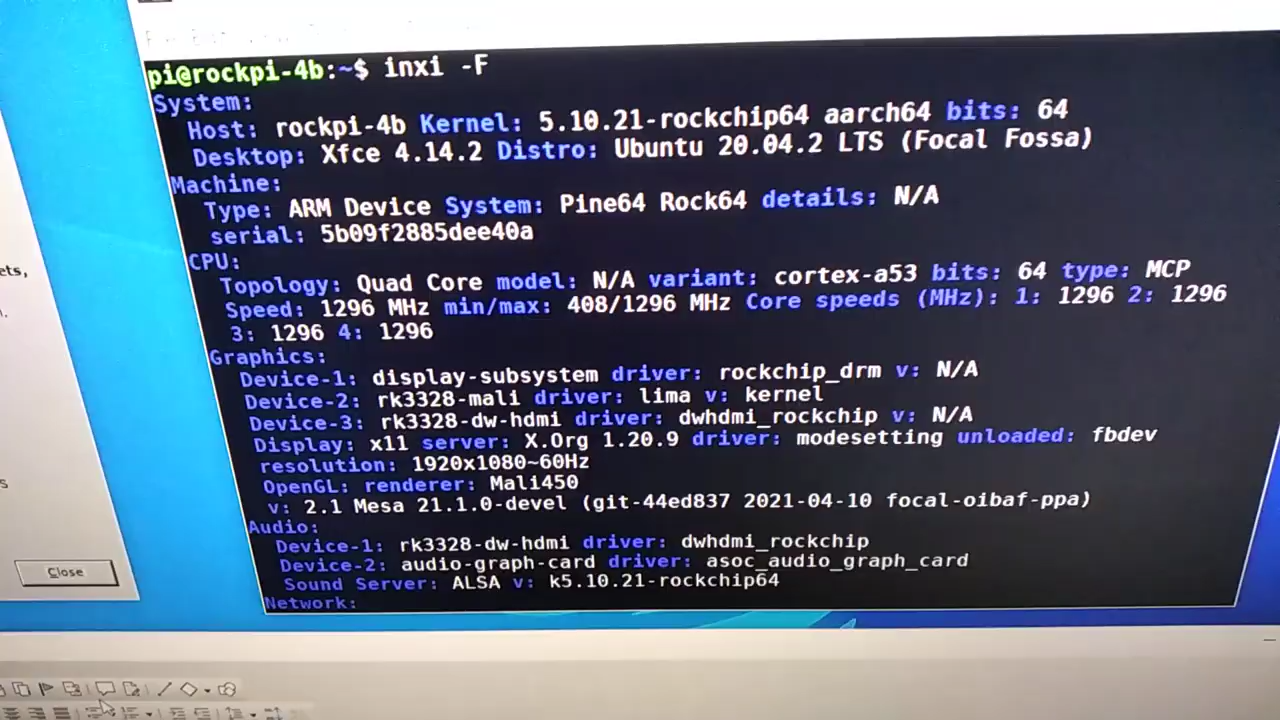 pi@rockpi-4b:~$ inxi -F
System:
Host: rockpi-4b Kernel: 5.10.21-rockchip64 aarch64 bits: 64
Desktop: Xfce 4.14.2 Distro: Ubuntu 20.04.2 LTS (Focal Fossa)
Machine:
Type: ARM Device System: Pine64 Rock64 details: N/A
serial: 5b09f2885dee40a
CPU:
Topology: Quad Core model: N/A variant: cortex-a53 bits: 64 type: MCP
Speed: 1296 MHz min/max: 408/1296 MHz Core speeds (MHz): 1: 1296 2: 1296
3: 1296 4: 1296
Graphics:
Device-1: display-subsystem driver: rockchip_drm v: N/A
Device-2: rk3328-mali driver: lima v: kernel
Device-3: rk3328-dw-hdmi driver: dwhdmi_rockchip v: N/A
Display: x11 server: X.Org 1.20.9 driver: modesetting unloaded: fbdev
resolution: 1920x1080~60Hz
OpenGL: renderer: Mali450
v: 2.1 Mesa 21.1.0-devel (git-44ed837 2021-04-10 focal-oibaf-ppa)
Audio:
Device-1: rk3328-dw-hdmi driver: dwhdmi_rockchip
Device-2: audio-graph-card driver: asoc_audio_graph_card
Sound Server: ALSA v: k5.10.21-rockchip64
Network:
ets,
Close